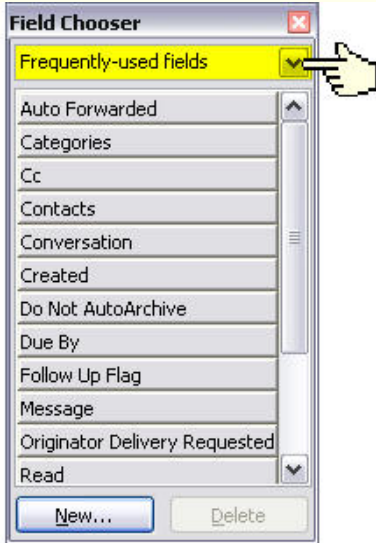 Field Chooser
Frequently-used fields
Auto Forwarded
Categories
Cc
Contacts
Conversation
Created
Do Not AutoArchive
Due By
Follow Up Flag
Message
Originator Delivery Requested
Read
New...
Delete